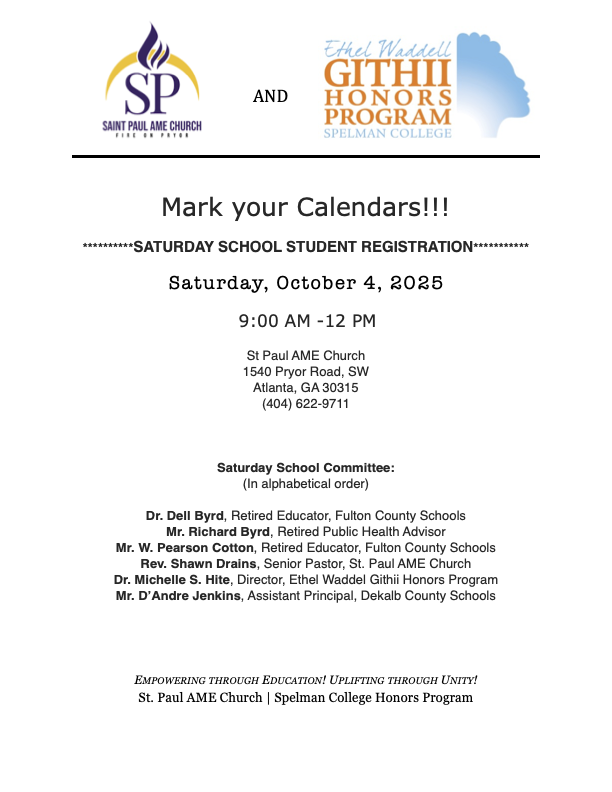 SP
SAINT PAUL AME CHURCH
FIRE ON PRYOR
AND
Ethel Waddell
GITHII
HONORS
PROGRAM
SPELMAN COLLEGE
Mark your Calendars!!!
**********SATURDAY SCHOOL STUDENT REGISTRATION***********
Saturday, October 4, 2025
9:00 AM -12 PM
St Paul AME Church
1540 Pryor Road, SW
Atlanta, GA 30315
(404) 622-9711
Saturday School Committee:
(In alphabetical order)
Dr. Dell Byrd, Retired Educator, Fulton County Schools
Mr. Richard Byrd, Retired Public Health Advisor
Mr. W. Pearson Cotton, Retired Educator, Fulton County Schools
Rev. Shawn Drains, Senior Pastor, St. Paul AME Church
Dr. Michelle S. Hite, Director, Ethel Waddel Githii Honors Program
Mr. D’Andre Jenkins, Assistant Principal, Dekalb County Schools
EMPOWERING THROUGH EDUCATION! UPLIFTING THROUGH UNITY!
St. Paul AME Church | Spelman College Honors Program